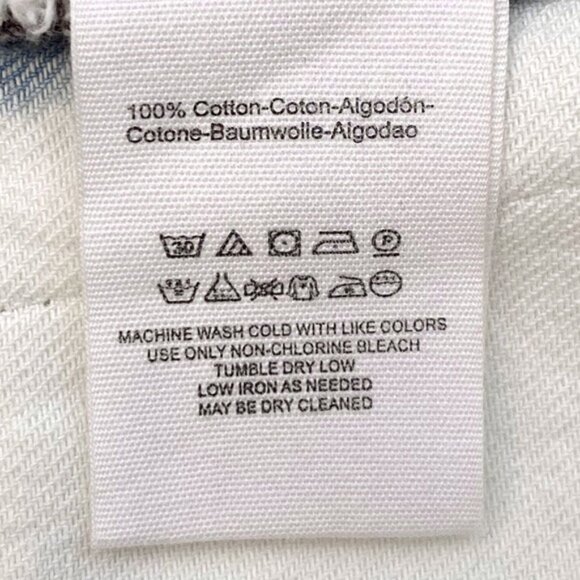 100% Cotton-Coton-Algodón-
Cotone-Baumwolle-Algodao
30 P
MACHINE WASH COLD WITH LIKE COLORS
USE ONLY NON-CHLORINE BLEACH
TUMBLE DRY LOW
LOW IRON AS NEEDED
MAY BE DRY CLEANED